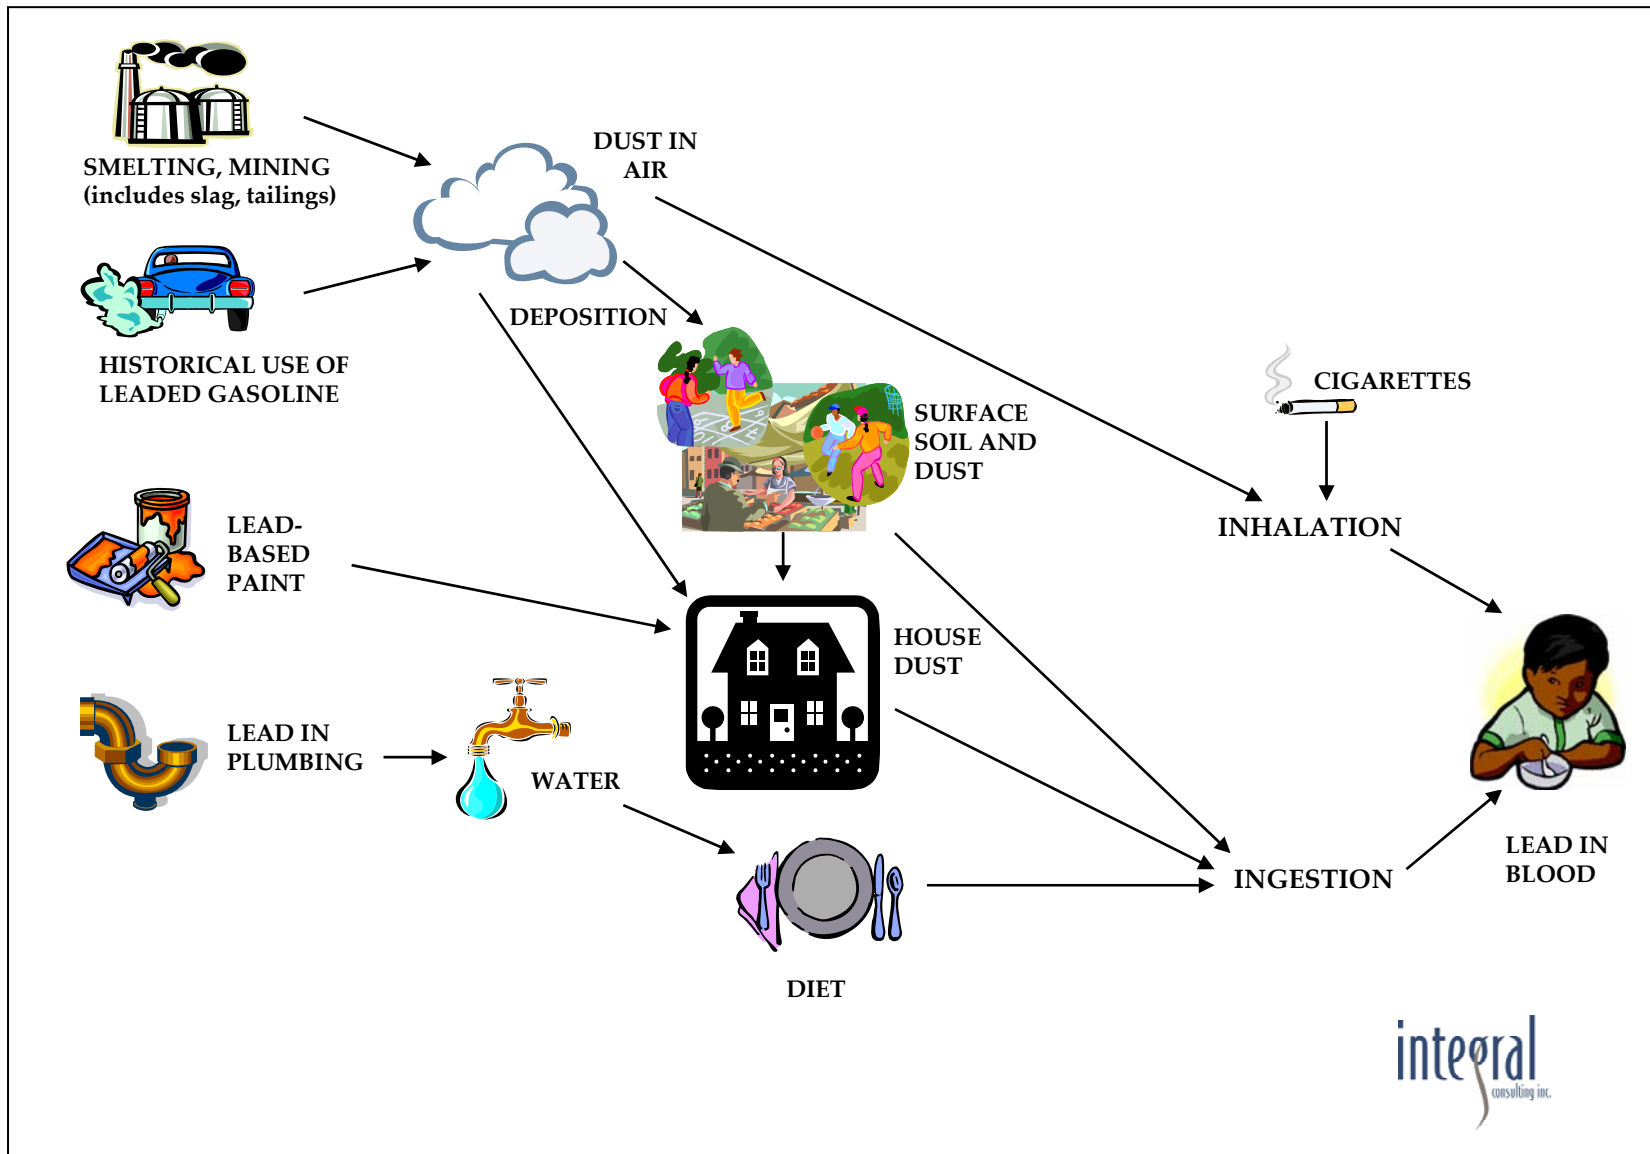 SMELTING, MINING
(includes slag, tailings)
DUST IN
AIR
HISTORICAL USE OF
LEADED GASOLINE
DEPOSITION
SURFACE
SOIL AND
DUST
CIGARETTES
INHALATION
LEAD-
BASED
PAINT
HOUSE
DUST
LEAD IN
PLUMBING
WATER
DIET
INGESTION
LEAD IN
BLOOD
integral
consulting inc.